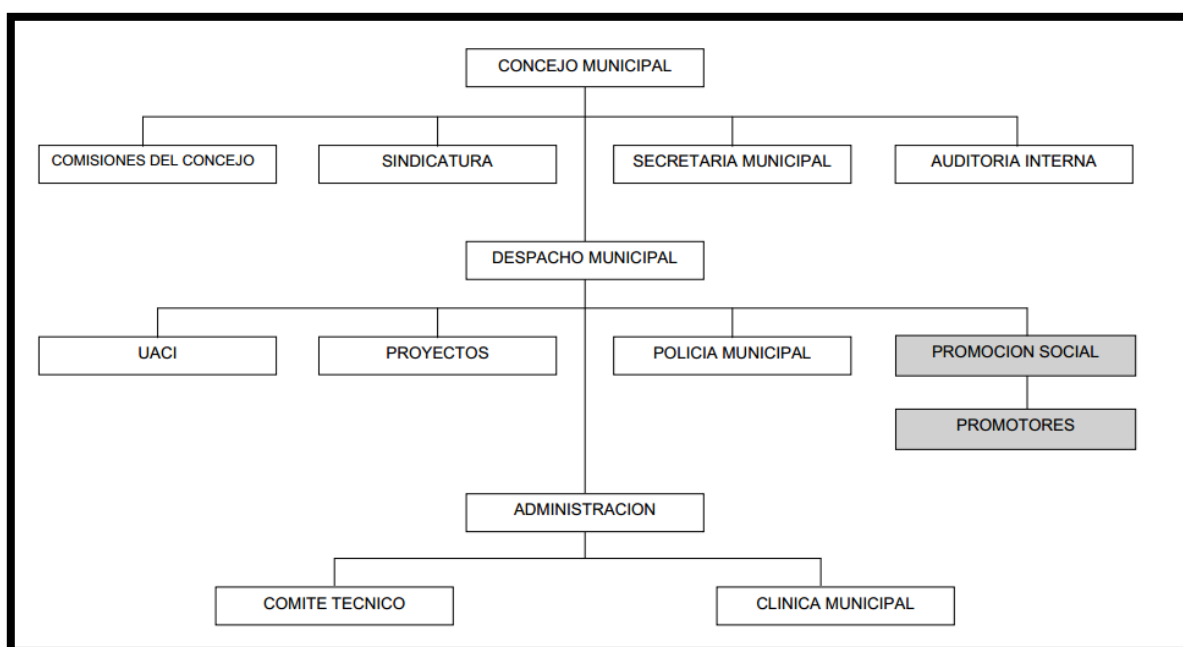 CONCEJO MUNICIPAL
COMISIONES DEL CONCEJO
SINDICATURA
SECRETARIA MUNICIPAL
AUDITORIA INTERNA
DESPACHO MUNICIPAL
UACI
PROYECTOS
POLICIA MUNICIPAL
PROMOCION SOCIAL
PROMOTORES
ADMINISTRACION
COMITE TECNICO
CLINICA MUNICIPAL